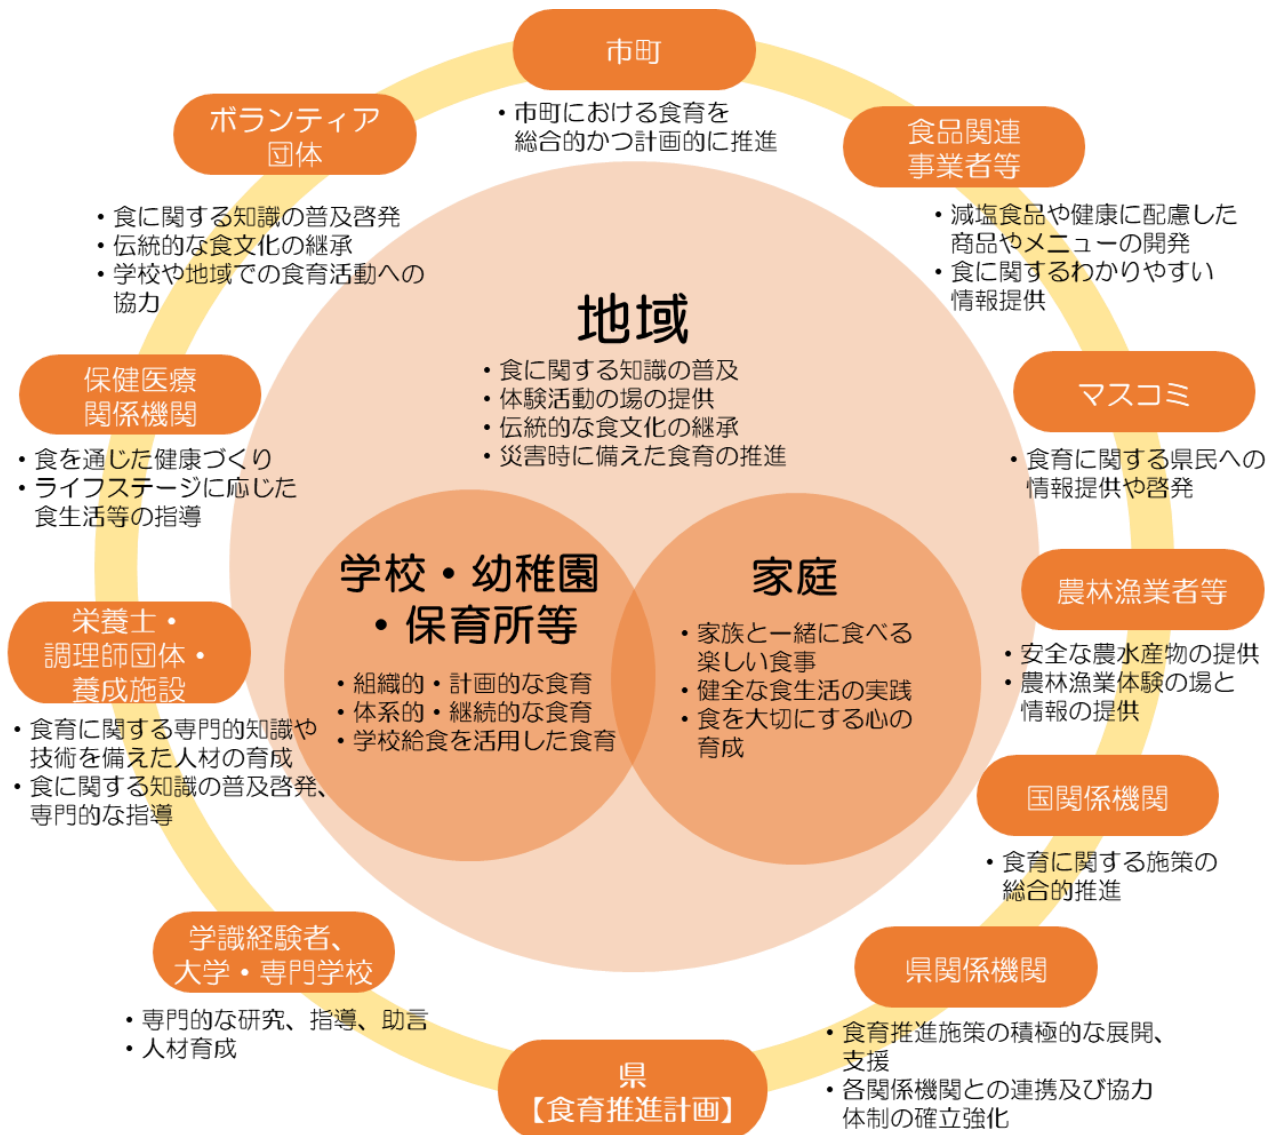 市町
・市町における食育を
総合的かつ計画的に推進
ボランティア
団体
・食に関する知識の普及啓発
・伝統的な食文化の継承
・学校や地域での食育活動への
協力
食品関連
事業者等
・減塩食品や健康に配慮した
商品やメニューの開発
・食に関するわかりやすい
情報提供
地域
・食に関する知識の普及
・体験活動の場の提供
・伝統的な食文化の継承
・災害時に備えた食育の推進
保健医療
関係機関
・食を通じた健康づくり
・ライフステージに応じた
食生活等の指導
マスコミ
・食育に関する県民への
情報提供や啓発
学校・幼稚園
・保育所等
・組織的・計画的な食育
・体系的・継続的な食育
・学校給食を活用した食育
家庭
・家族と一緒に食べる
楽しい食事
・健全な食生活の実践
・食を大切にする心の
育成
農林漁業者等
・安全な農水産物の提供
・農林漁業体験の場と
情報の提供
栄養士・
調理師団体・
養成施設
・食育に関する専門的知識や
技術を備えた人材の育成
・食に関する知識の普及啓発、
専門的な指導
国関係機関
・食育に関する施策の
総合的推進
学識経験者、
大学・専門学校
・専門的な研究、指導、助言
・人材育成
県関係機関
・食育推進施策の積極的な展開、
支援
・各関係機関との連携及び協力
体制の確立強化
県
【食育推進計画】